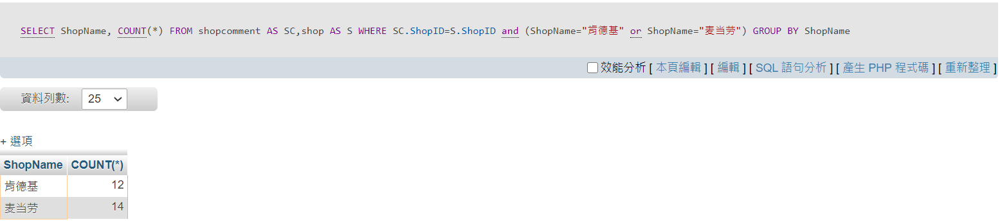 SELECT ShopName, COUNT(*) FROM shopcomment AS SC,shop AS S WHERE SC.ShopID=S.ShopID and (ShopName="肯德基" or ShopName="麦当劳") GROUP BY ShopName
效能分析 [ 本頁編輯 ] [ 編輯 ] [ SQL 語句分析 ] [ 產生 PHP 程式碼 ] [ 重新整理 ]
資料列數: 25
+ 選項
ShopName COUNT(*)
肯德基 12
麦当劳 14